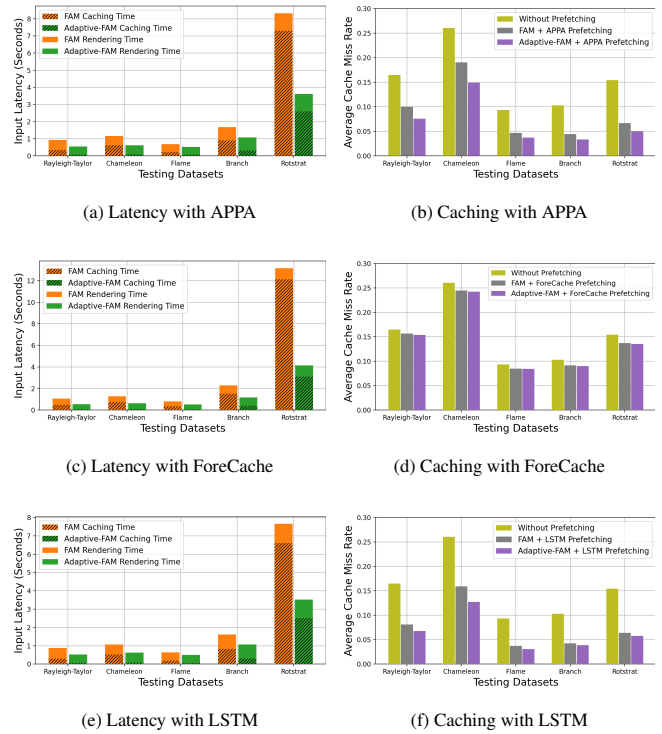 FAM Caching Time
Adaptive-FAM Caching Time
FAM Rendering Time
Adaptive-FAM Rendering Time
Input Latency (Seconds)
8
7
6
5
4
3
2
1
0
Rayleigh-Taylor Chameleon Flame Branch Rotstrat
Testing Datasets
(a) Latency with APPA
Without Prefetching
FAM + APPA Prefetching
Adaptive-FAM + APPA Prefetching
Average Cache Miss Rate
0.30
0.25
0.20
0.15
0.10
0.05
0.00
Rayleigh-Taylor Chameleon Flame Branch Rotstrat
Testing Datasets
(b) Caching with APPA
FAM Caching Time
Adaptive-FAM Caching Time
FAM Rendering Time
Adaptive-FAM Rendering Time
Input Latency (Seconds)
12
10
8
6
4
2
0
Rayleigh-Taylor Chameleon Flame Branch Rotstrat
Testing Datasets
(c) Latency with ForeCache
Without Prefetching
FAM + ForeCache Prefetching
Adaptive-FAM + ForeCache Prefetching
Average Cache Miss Rate
0.30
0.25
0.20
0.15
0.10
0.05
0.00
Rayleigh-Taylor Chameleon Flame Branch Rotstrat
Testing Datasets
(d) Caching with ForeCache
FAM Caching Time
Adaptive-FAM Caching Time
FAM Rendering Time
Adaptive-FAM Rendering Time
Input Latency (Seconds)
8
7
6
5
4
3
2
1
0
Rayleigh-Taylor Chameleon Flame Branch Rotstrat
Testing Datasets
(e) Latency with LSTM
Without Prefetching
FAM + LSTM Prefetching
Adaptive-FAM + LSTM Prefetching
Average Cache Miss Rate
0.30
0.25
0.20
0.15
0.10
0.05
0.00
Rayleigh-Taylor Chameleon Flame Branch Rotstrat
Testing Datasets
(f) Caching with LSTM